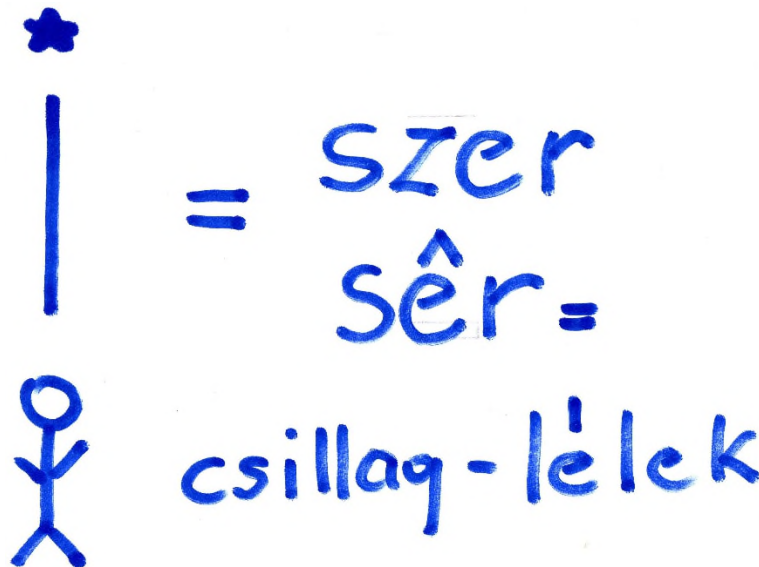 = szer
sêr =
csillag - lélek